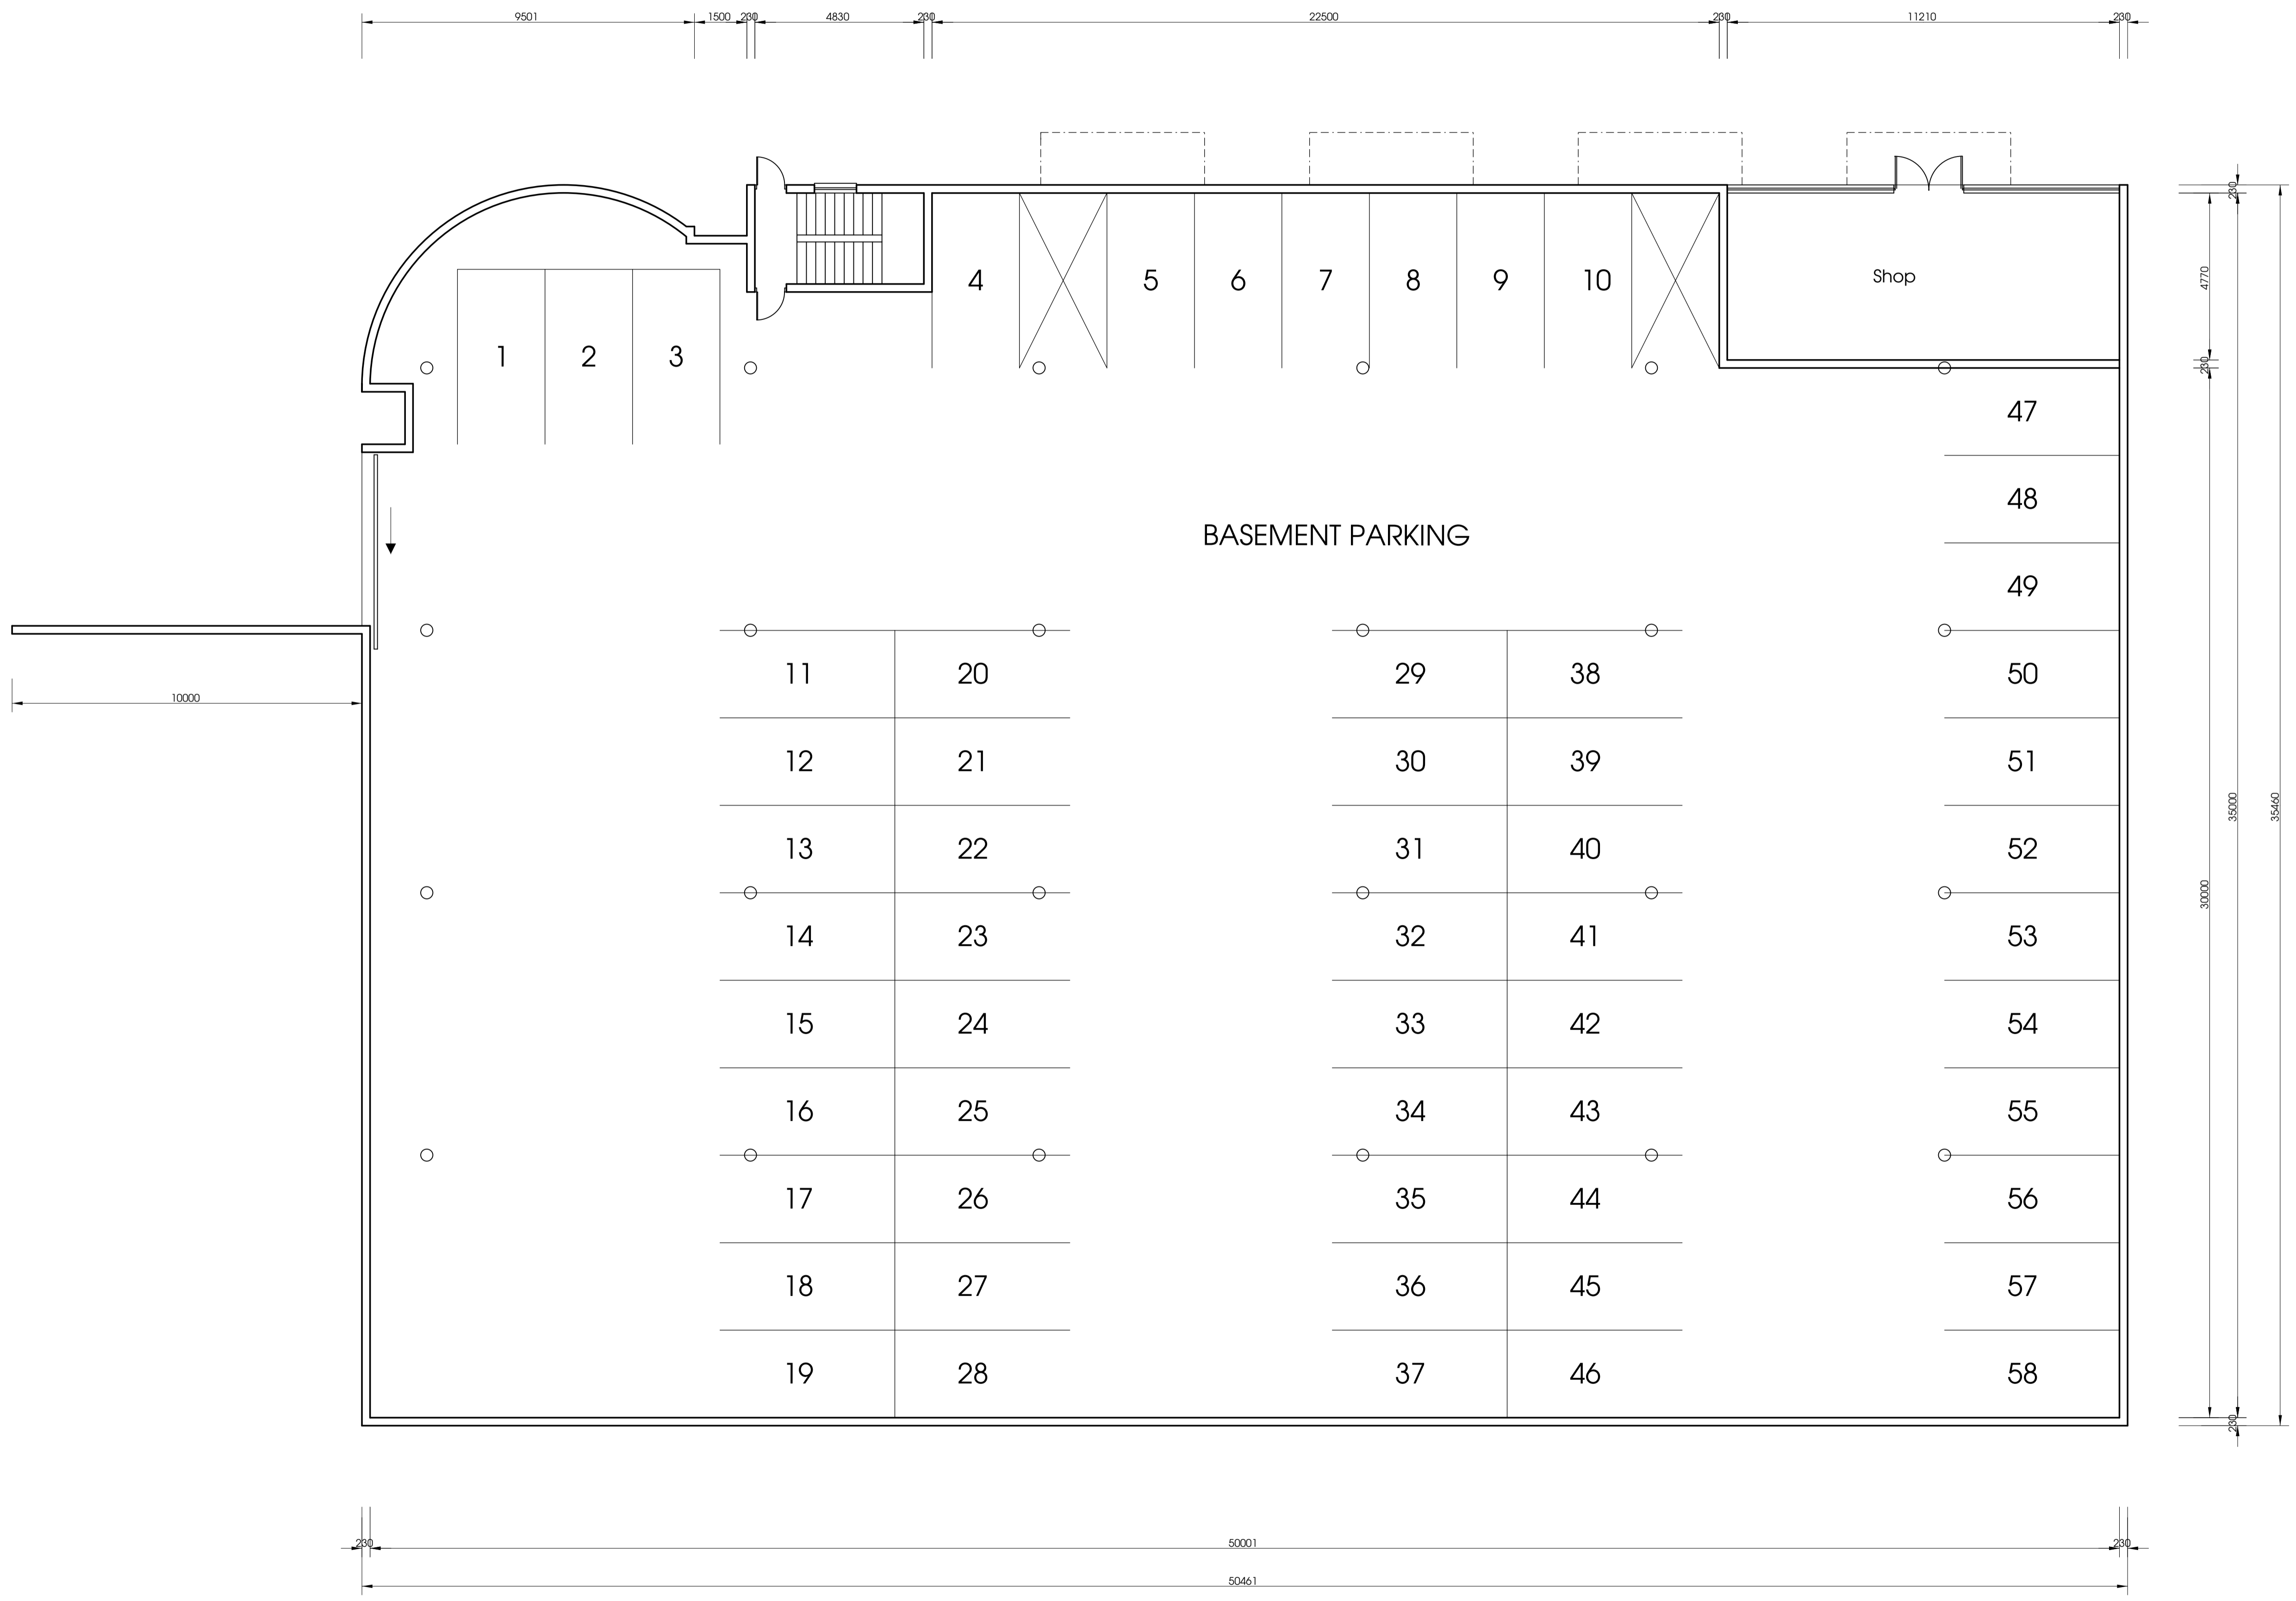 9501 1500 230 4830 230 22500 230 11210 230
230
4 5 6 7 8 9 10 Shop
4770
1 2 3
230
47
48
BASEMENT PARKING
49
11 20 29 38 50
10000
12 21 30 39 51
35000 35460
13 22 31 40 52
30000
14 23 32 41 53
15 24 33 42 54
16 25 34 43 55
17 26 35 44 56
18 27 36 45 57
19 28 37 46 58
230
230 50001 230
50461